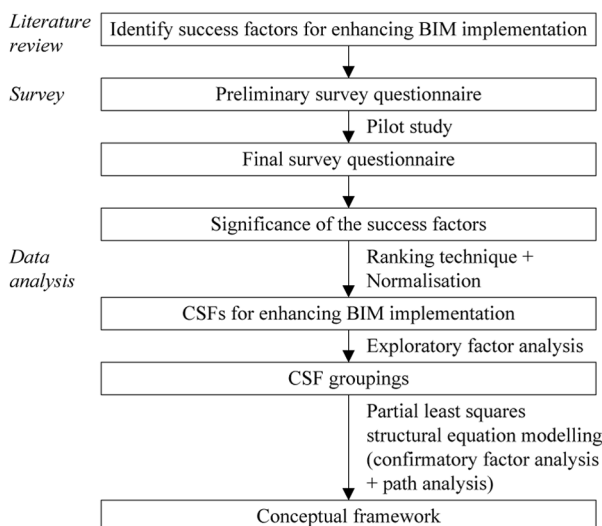 Literature
review
Identify success factors for enhancing BIM implementation
Survey
Preliminary survey questionnaire
Pilot study
Final survey questionnaire
Significance of the success factors
Data
analysis
Ranking technique +
Normalisation
CSFs for enhancing BIM implementation
Exploratory factor analysis
CSF groupings
Partial least squares
structural equation modelling
(confirmatory factor analysis
+ path analysis)
Conceptual framework